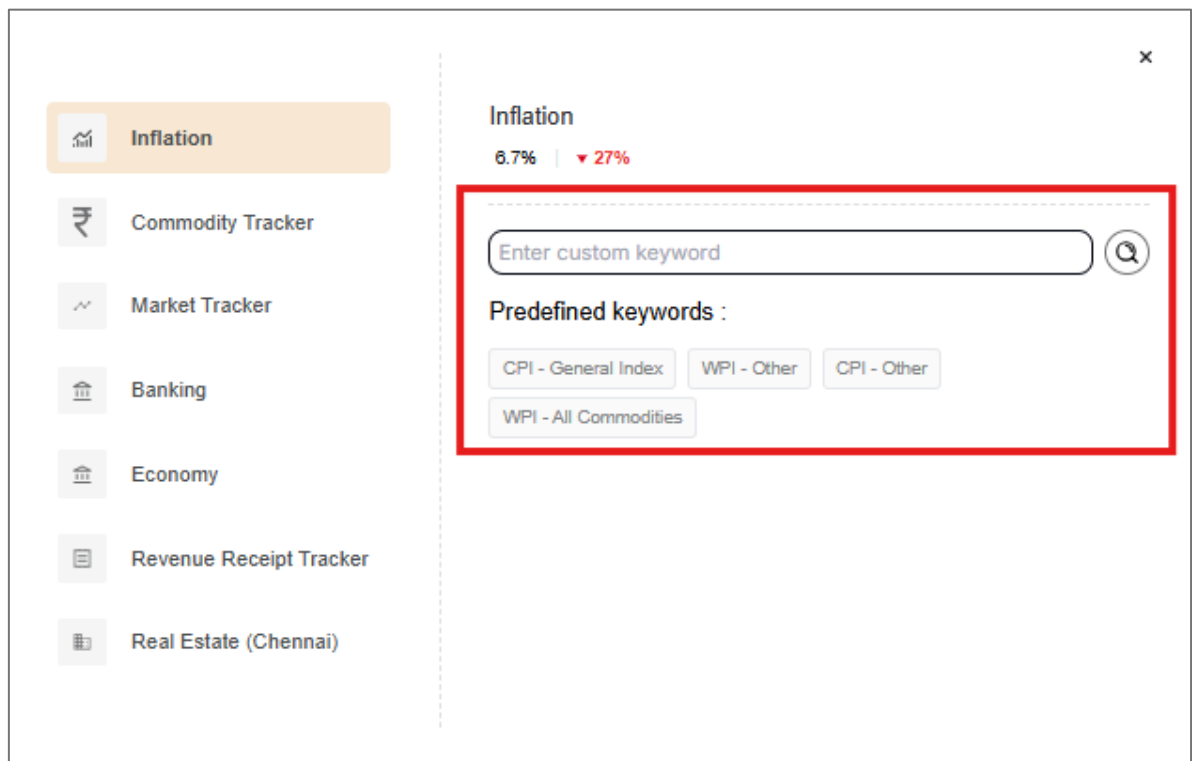 ×
Inflation
Commodity Tracker
Market Tracker
Banking
Economy
Revenue Receipt Tracker
Real Estate (Chennai)
Inflation
6.7% ▼ 27%
Enter custom keyword
Predefined keywords :
CPI - General Index WPI - Other CPI - Other
WPI - All Commodities